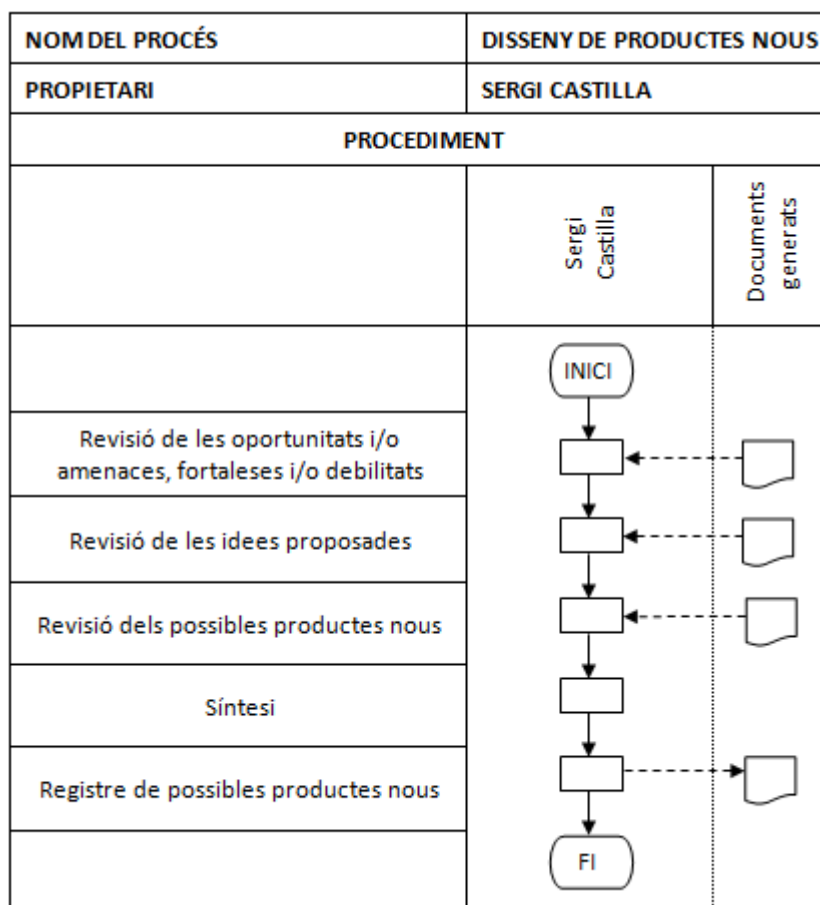 NOM DEL PROCÉS
DISSENY DE PRODUCTES NOUS
PROPIETARI
SERGI CASTILLA
PROCEDIMENT
Sergi
Castilla
Documents
generats
INICI
Revisió de les oportunitats i/o
amenaces, fortaleses i/o debilitats
Revisió de les idees proposades
Revisió dels possibles productes nous
Síntesi
Registre de possibles productes nous
FI